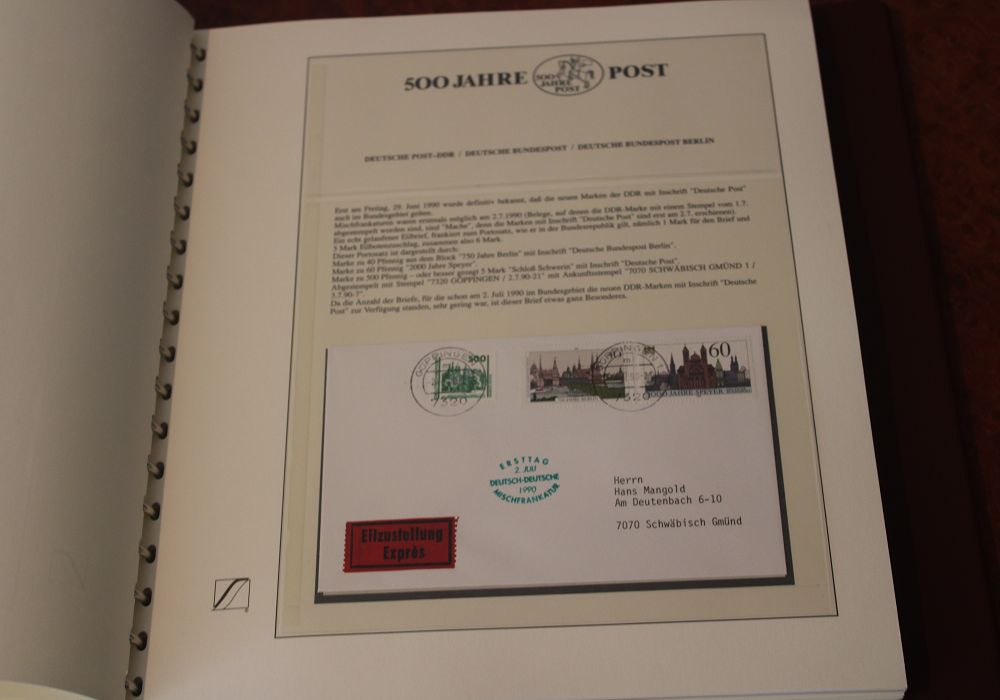 500 JAHRE POST
500
JAHRE
POST
DEUTSCHE POST-DDR / DEUTSCHE BUNDESPOST / DEUTSCHE BUNDESPOST BERLIN
Erst am Freitag, 29. Juni 1990 wurde definitiv bekannt, daß die neuen Marken der DDR mit Inschrift "Deutsche Post"
auch im Bundesgebiet gelten.
Mischfrankaturen waren erstmals möglich am 2.7.1990 (Belege, auf denen die DDR-Marke mit einem Stempel vom 1.7.
abgestempelt worden sind, sind "Mache", denn die Marken mit Inschrift "Deutsche Post" sind erst am 2.7. erschienen).
Ein echt gelaufener Eilbrief, frankiert zum Portosatz, wie er in der Bundesrepublik gilt, nämlich 1 Mark für den Brief und
5 Mark Eilbotenzuschlag, zusammen also 6 Mark.
Dieser Portosatz ist dargestellt durch:
Marke zu 40 Pfennig aus dem Block "750 Jahre Berlin" mit Inschrift "Deutsche Bundespost Berlin".
Marke zu 60 Pfennig "2000 Jahre Speyer".
Marke zu 500 Pfennig – oder besser gesagt 5 Mark "Schloß Schwerin" mit Inschrift "Deutsche Post".
Abgestempelt mit Stempel "7320 GÖPPINGEN / 2.7.90-21" mit Ankunftsstempel "7070 SCHWÄBISCH GMÜND 1 /
3.7.90-7".
Da die Anzahl der Briefe, für die schon am 2. Juli 1990 im Bundesgebiet die neuen DDR-Marken mit Inschrift "Deutsche
Post" zur Verfügung standen, sehr gering war, ist dieser Brief etwas ganz Besonderes.
GÖPPINGEN
500
7320
GÖPPINGEN
7320
60
2000 JAHRE SPEYER
ERSTTAG
2. JULI
DEUTSCH-DEUTSCHE
1990
MISCHFRANKATUR
Herrn
Hans Mangold
Am Deutenbach 6-10
7070 Schwäbisch Gmünd
Eilzustellung
Exprès